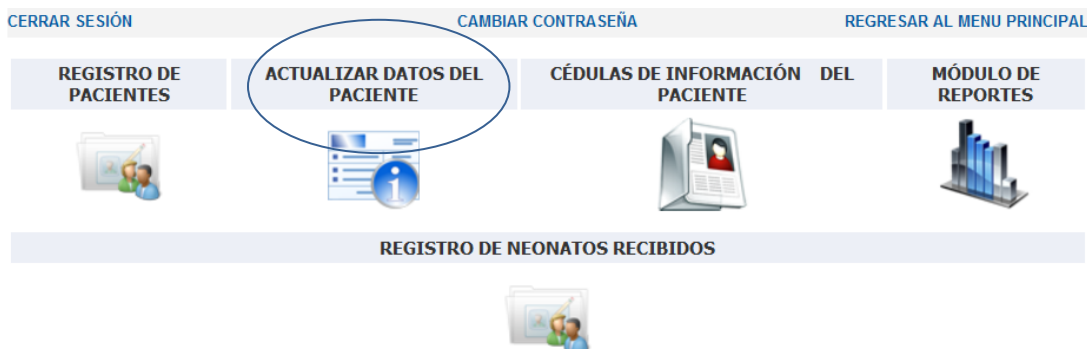 CERRAR SESIÓN CAMBIAR CONTRASEÑA REGRESAR AL MENU PRINCIPAL
REGISTRO DE PACIENTES
ACTUALIZAR DATOS DEL PACIENTE
CÉDULAS DE INFORMACIÓN DEL PACIENTE
MÓDULO DE REPORTES
REGISTRO DE NEONATOS RECIBIDOS